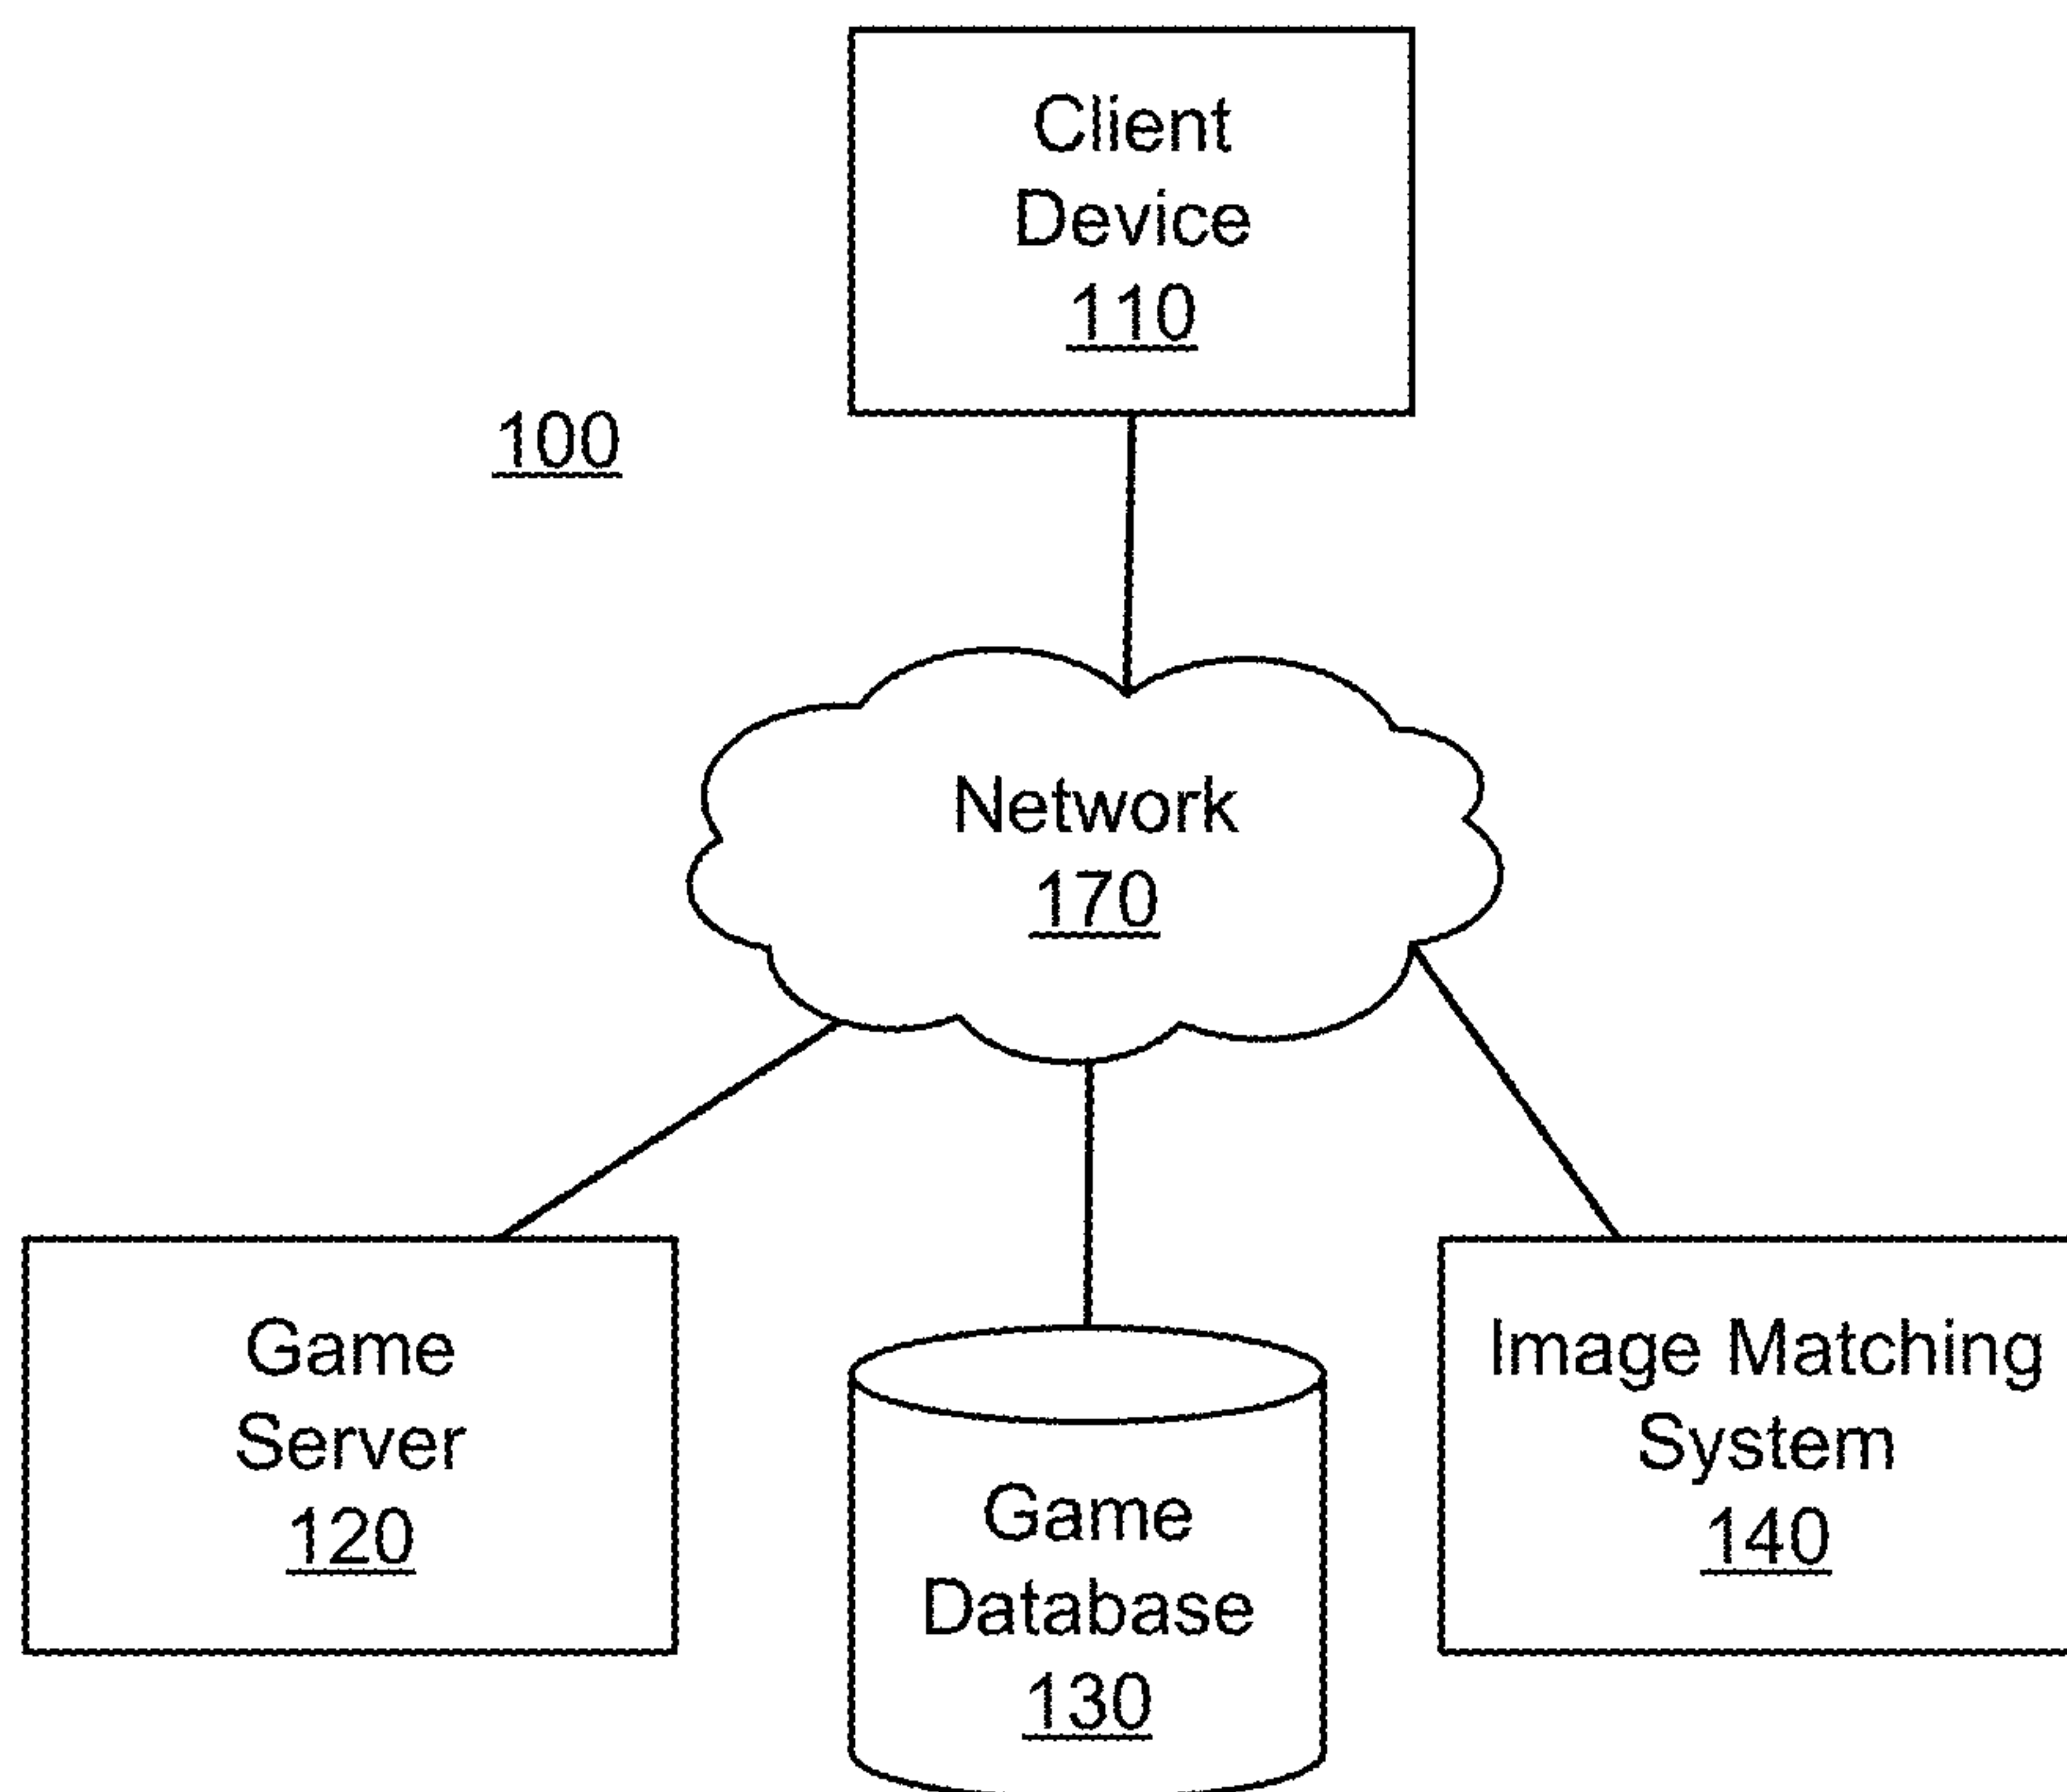 Client
Device
110
100
Network
170
Game
Server
120
Game
Database
130
Image Matching
System
140